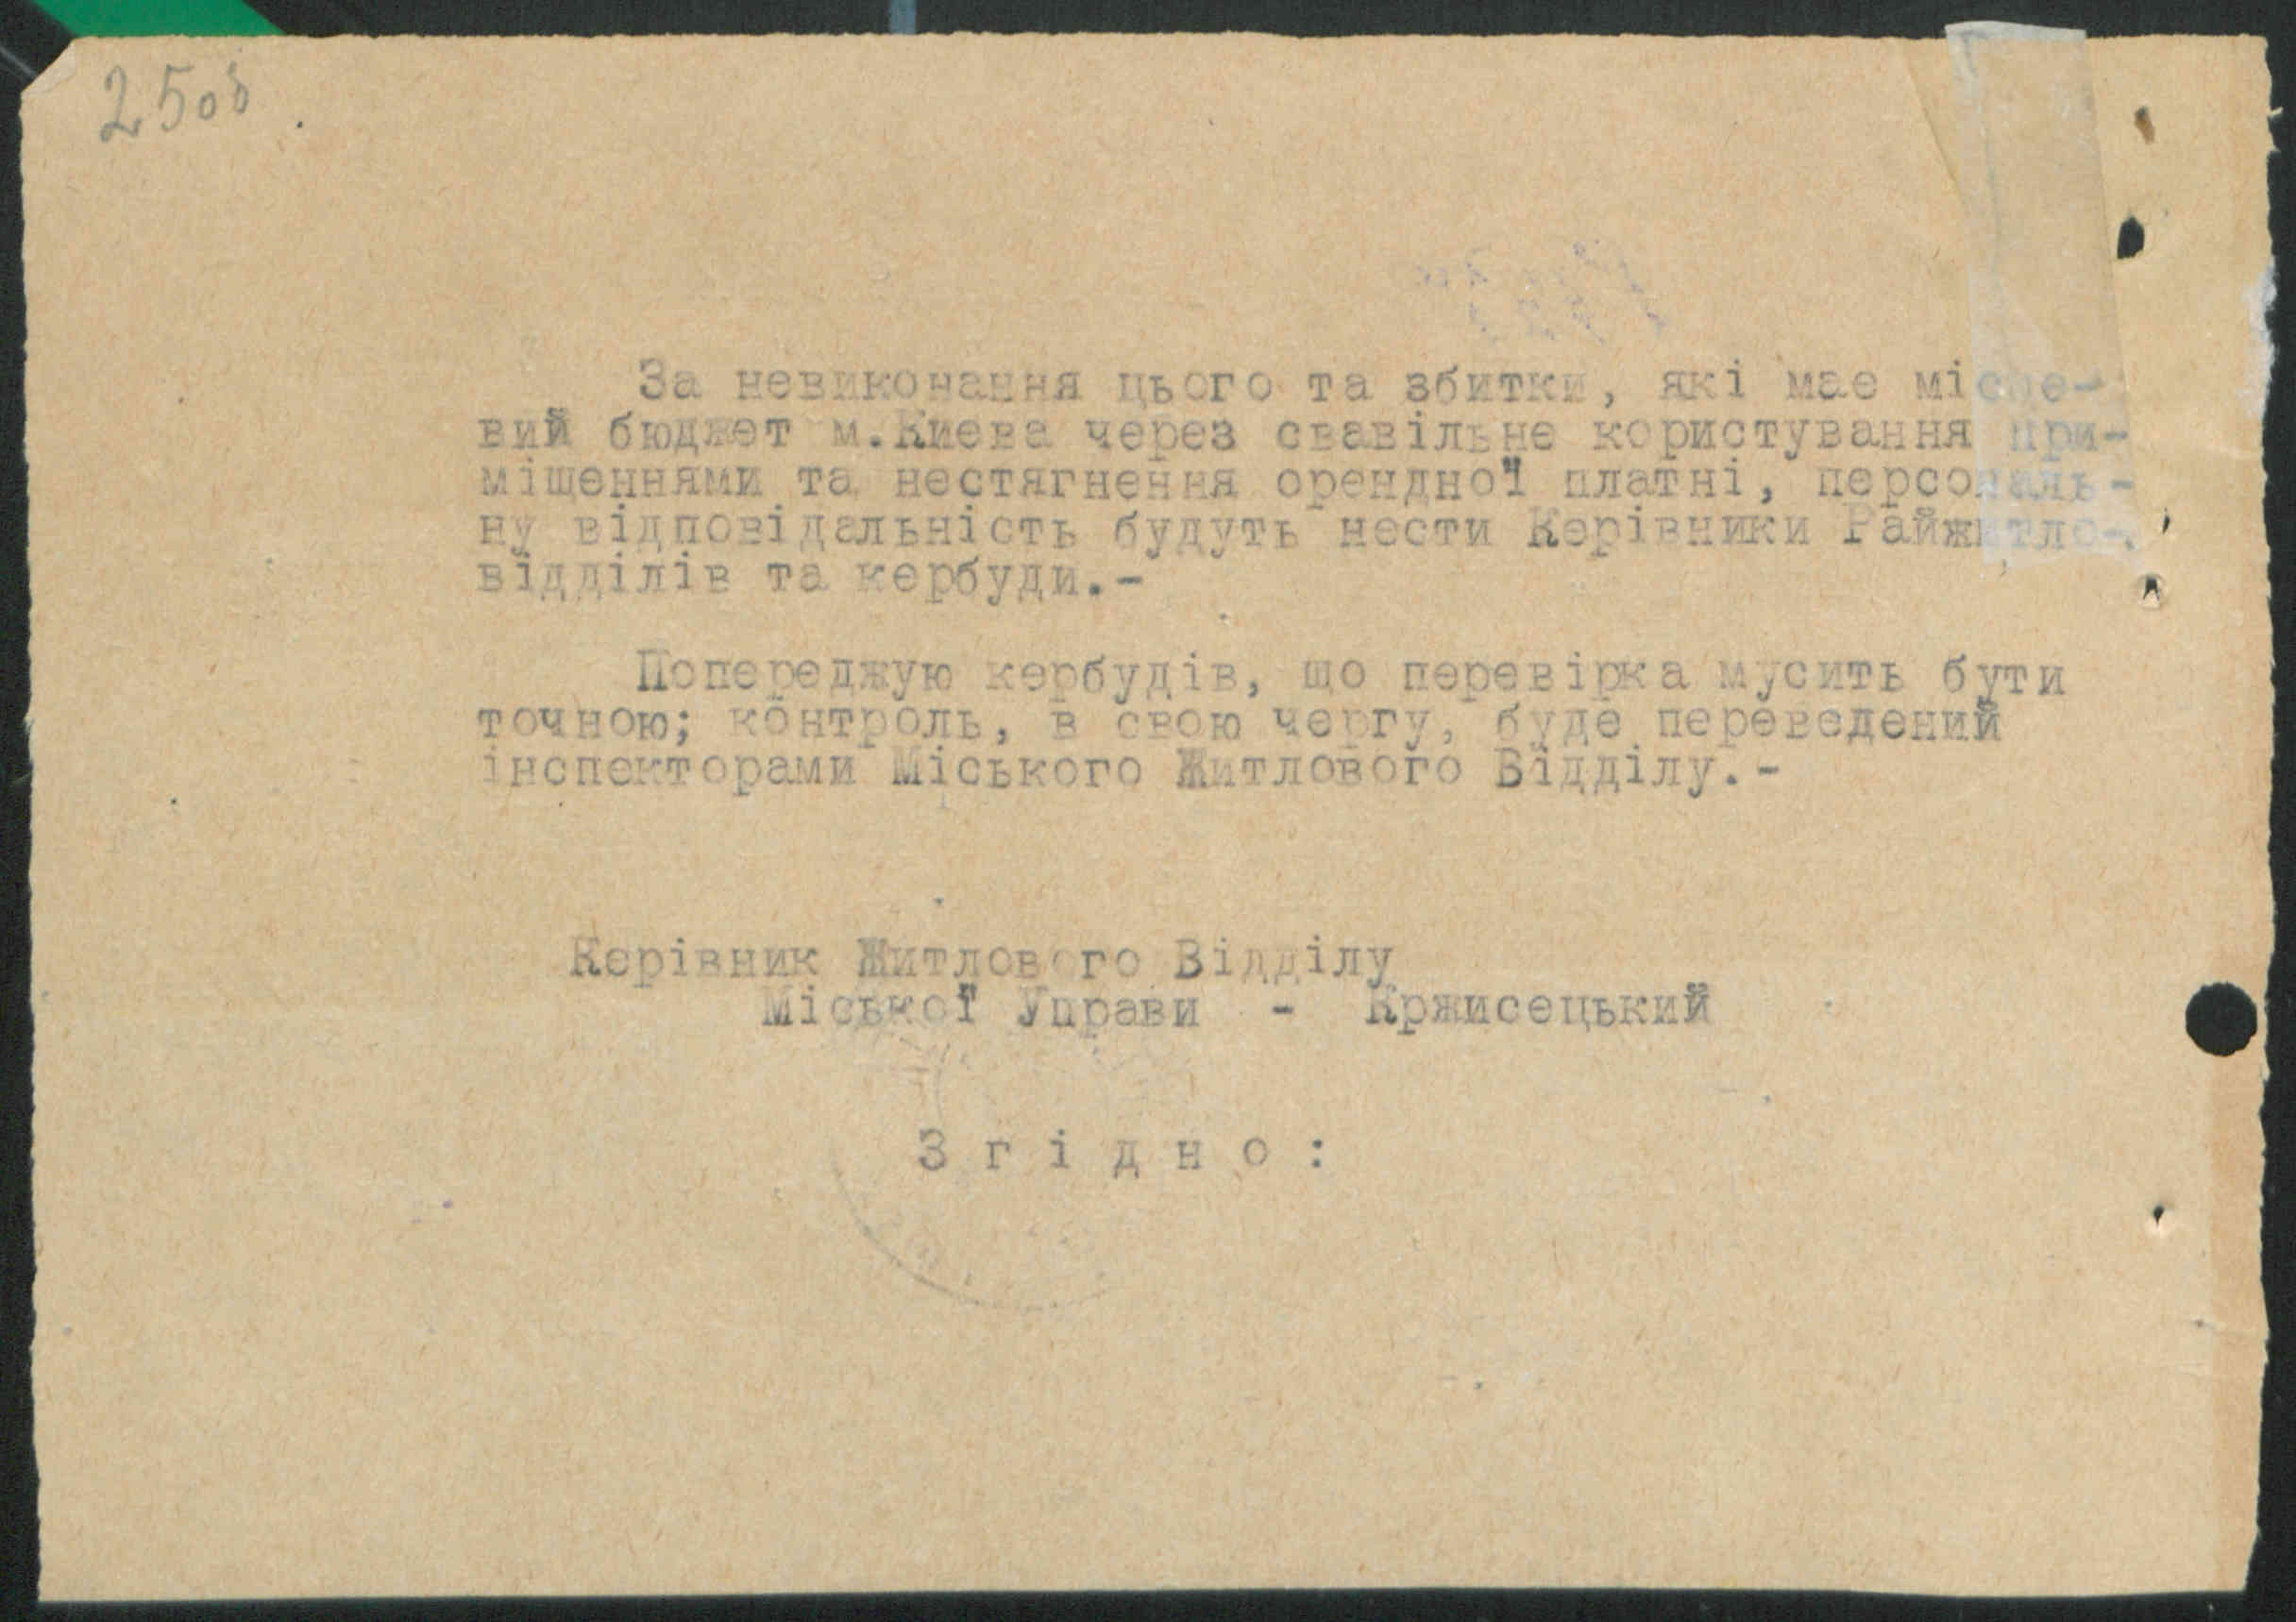 25об.
За невиконання цього та збитки, які має місце-
вий бюджет м.Києва через свавільне користування при-
міщеннями та нестягнення орендної платні, персональ-
ну відповідальність будуть нести Керівники Райжитло-
відділів та кербуди.-
Попереджую кербудів, що перевірка мусить бути
точною; контроль, в свою чергу, буде переведений
інспекторами Міського Житлового Відділу.-
Керівник Житлового Відділу
Міської Управи - Кржисецький
З г і д н о :